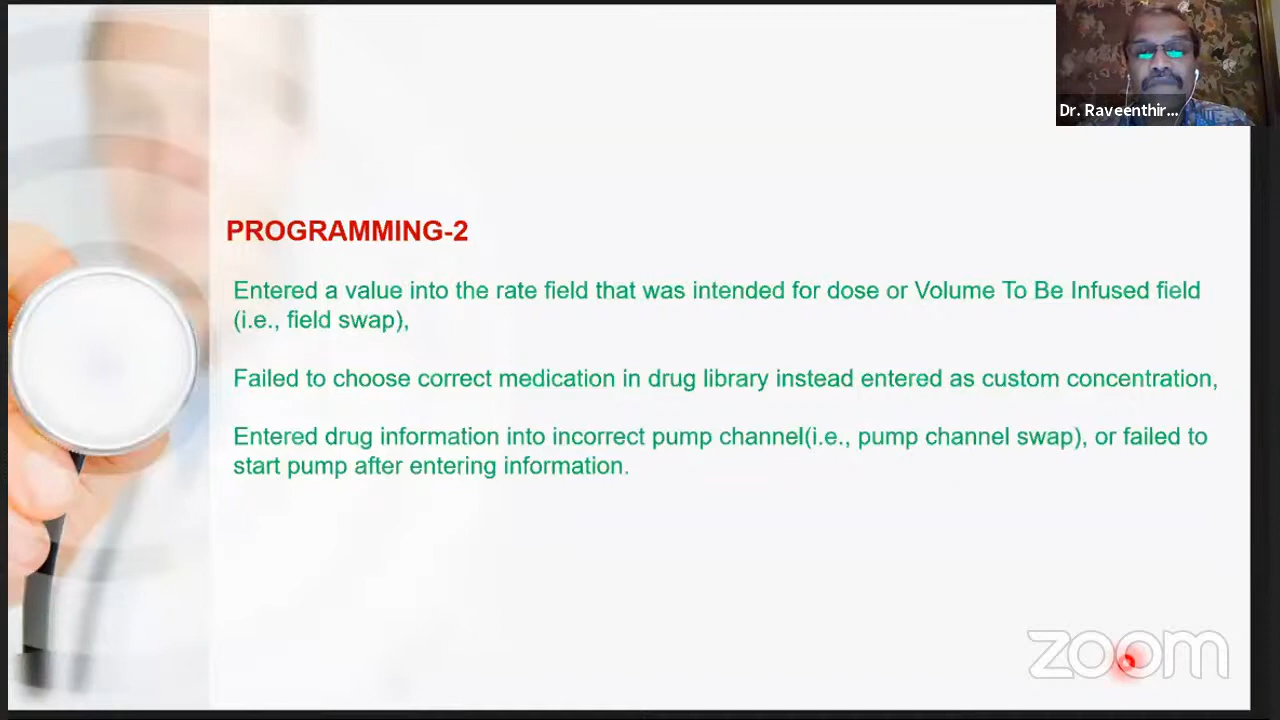 Dr. Raveenthir...
PROGRAMMING-2
Entered a value into the rate field that was intended for dose or Volume To Be Infused field
(i.e., field swap),
Failed to choose correct medication in drug library instead entered as custom concentration,
Entered drug information into incorrect pump channel(i.e., pump channel swap), or failed to
start pump after entering information.
zoom